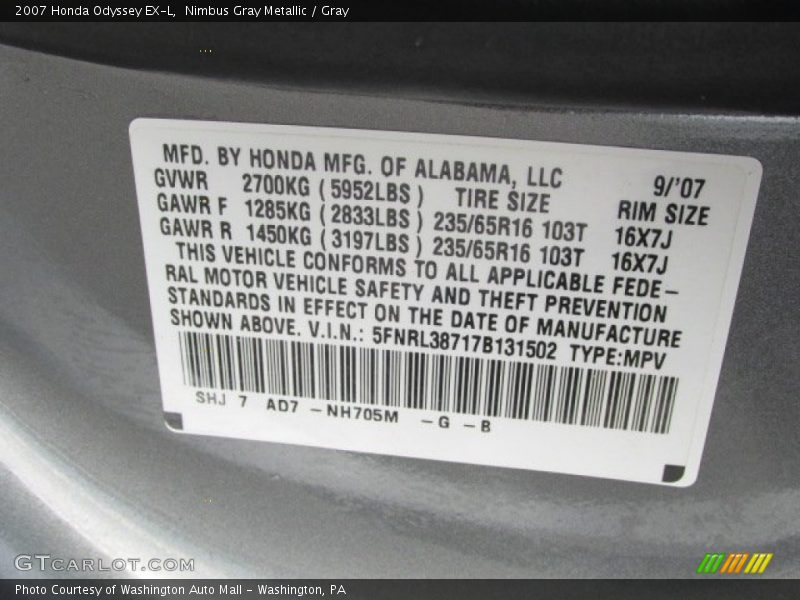 2007 Honda Odyssey EX-L,  Nimbus Gray Metallic / Gray
MFD. BY HONDA MFG. OF ALABAMA, LLC 9/'07
GVWR 2700KG ( 5952LBS ) TIRE SIZE RIM SIZE
GAWR F 1285KG ( 2833LBS ) 235/65R16 103T 16X7J
GAWR R 1450KG ( 3197LBS ) 235/65R16 103T 16X7J
THIS VEHICLE CONFORMS TO ALL APPLICABLE FEDE-
RAL MOTOR VEHICLE SAFETY AND THEFT PREVENTION
STANDARDS IN EFFECT ON THE DATE OF MANUFACTURE
SHOWN ABOVE. V.I.N.: 5FNRL38717B131502 TYPE:MPV
SHJ 7 AD7 -NH705M -G -B
GTCARLOT.COM
Photo Courtesy of Washington Auto Mall - Washington, PA